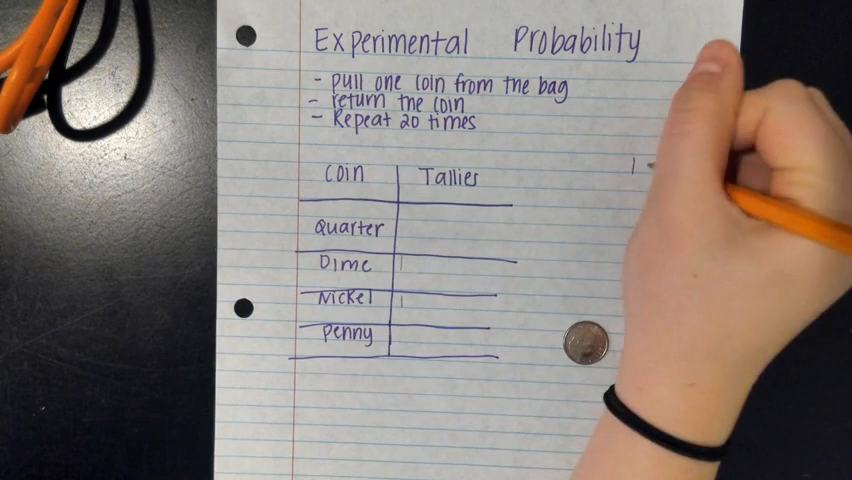 Experimental Probability
- pull one coin from the bag
- return the coin
- Repeat 20 times
coin Tallies
Quarter
Dime |
Nickel |
Penny